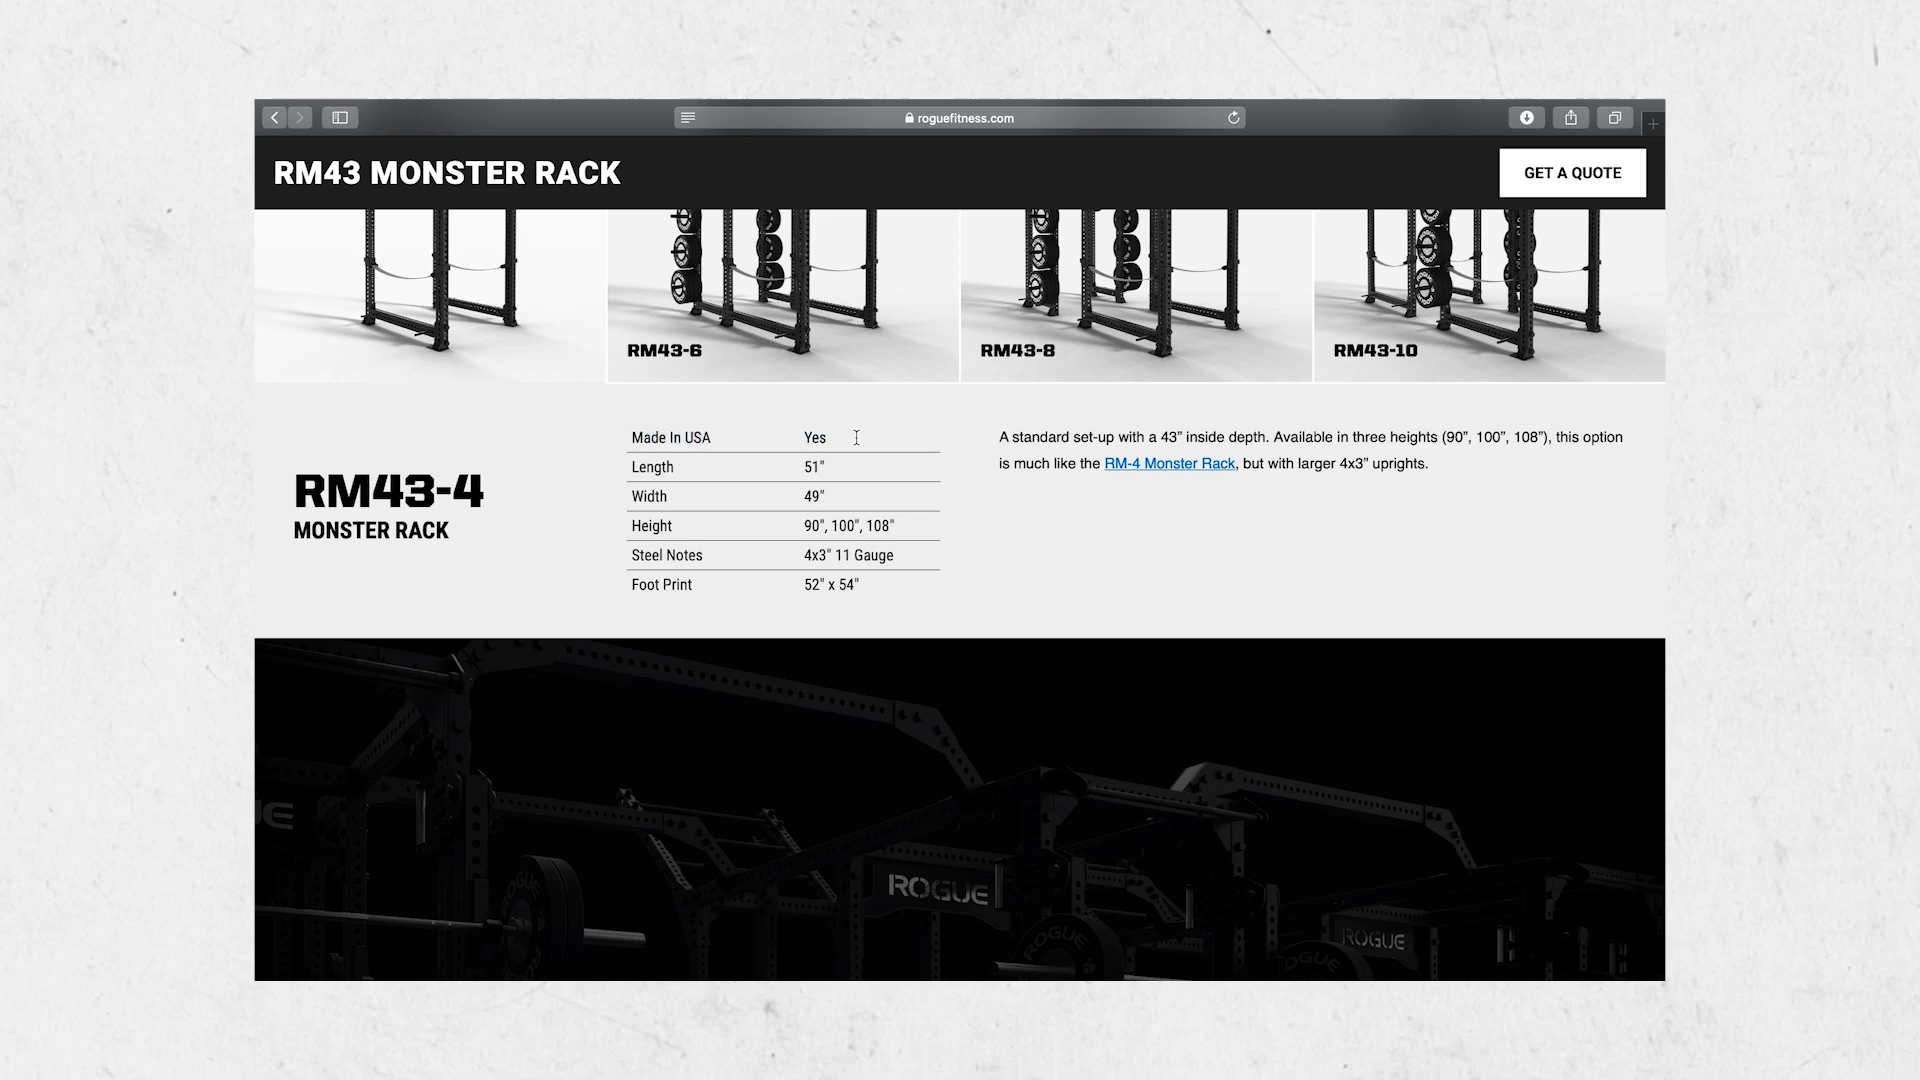 roguefitness.com
RM43 MONSTER RACK
GET A QUOTE
RM43-6
RM43-8
RM43-10
RM43-4
MONSTER RACK
Made In USA Yes
Length 51"
Width 49"
Height 90", 100", 108"
Steel Notes 4x3" 11 Gauge
Foot Print 52" x 54"
A standard set-up with a 43” inside depth. Available in three heights (90”, 100”, 108”), this option
is much like the RM-4 Monster Rack, but with larger 4x3” uprights.
ROGUE
ROGUE
ROGUE
ROGUE